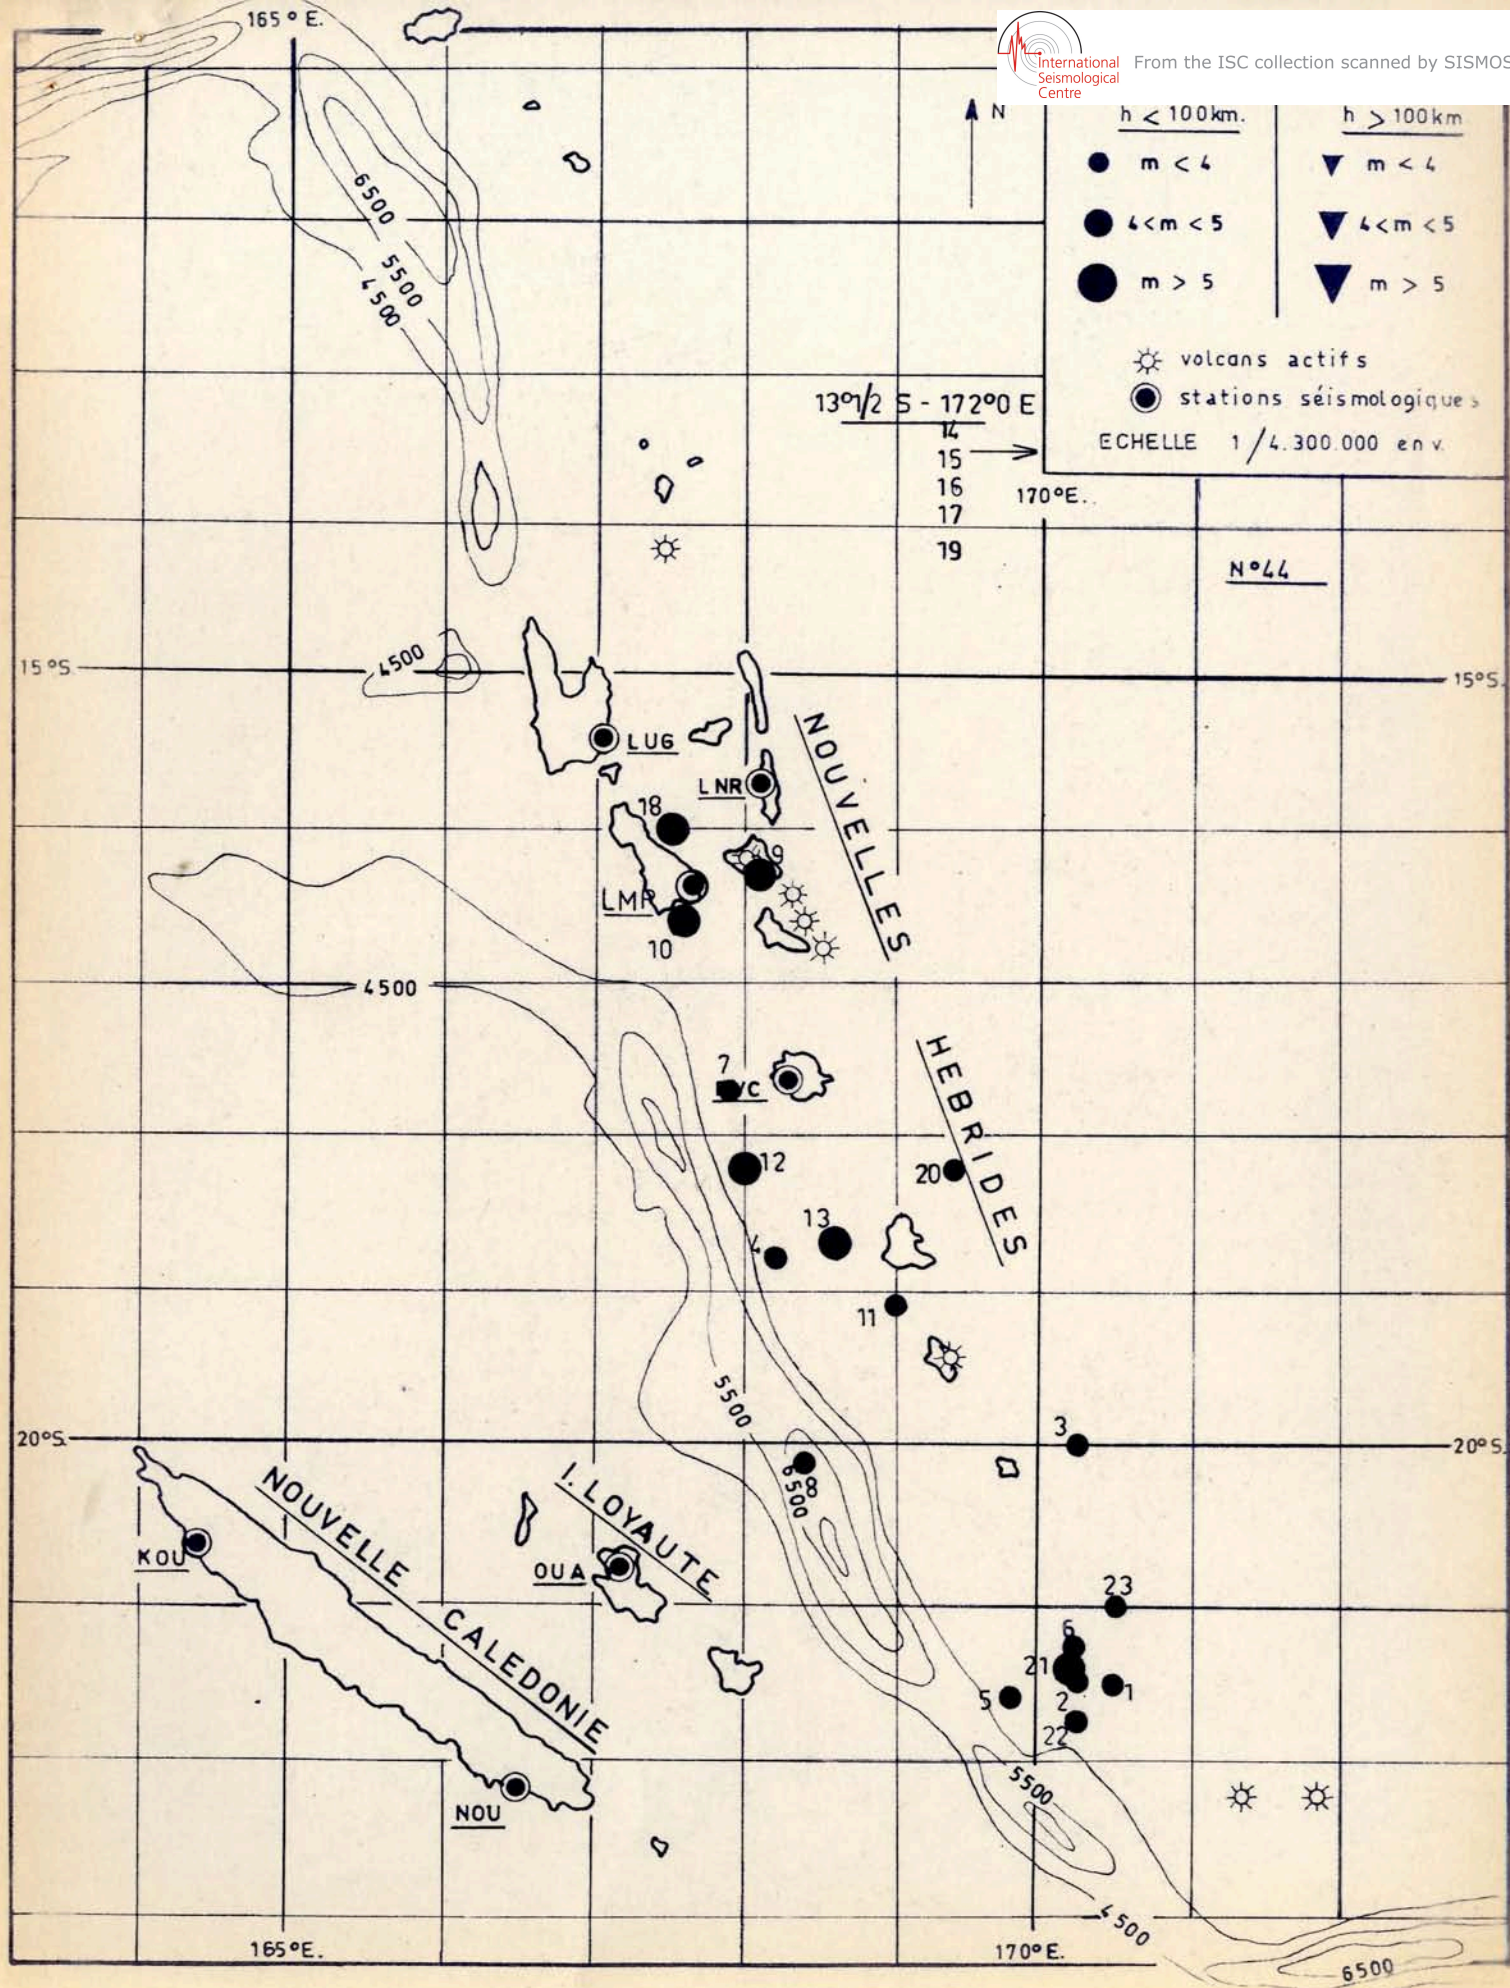 165° E.
International
Seismological
Centre
From the ISC collection scanned by SISMOS
N
h < 100km.
h > 100km
m < 4
m < 4
4<m < 5
4<m < 5
m > 5
m > 5
volcans actifs
stations séismologiques
ECHELLE 1/4.300.000 env.
6500
5500
4500
13°1/2 S - 172°0 E
14
15
16
17
19
170°E.
N°44
15°S.
4500
15°S.
LUG
LNR
NOUVELLES
18
9
LMP
10
4500
7
HEBRIDES
12
20
13
4
11
5500
3
20°S.
20°S.
8
6500
NOUVELLE CALEDONIE
I. LOYAUTE
KOU
OUA
23
6
21
5
2
1
22
5500
NOU
4500
165°E.
170°E.
6500